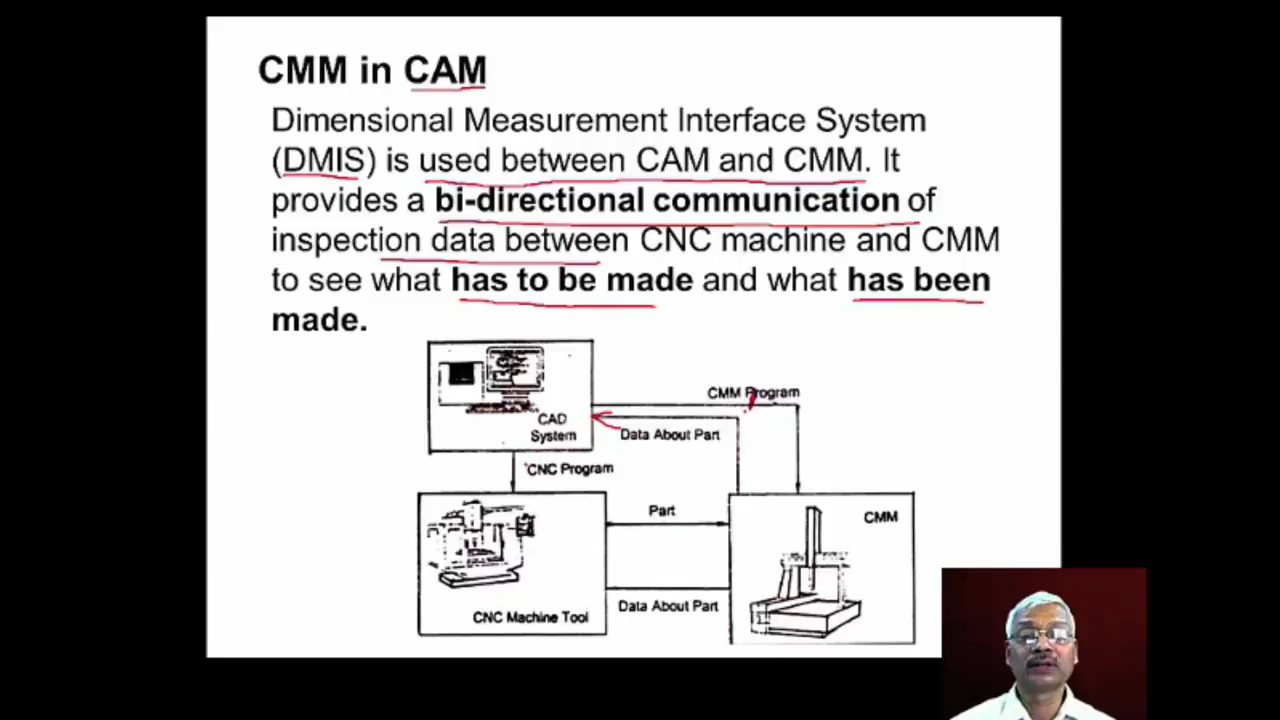 CMM in CAM
Dimensional Measurement Interface System
(DMIS) is used between CAM and CMM. It
provides a bi-directional communication of
inspection data between CNC machine and CMM
to see what has to be made and what has been
made.
CMM Program
CAD
System
Data About Part
CNC Program
Part
CMM
Data About Part
CNC Machine Tool